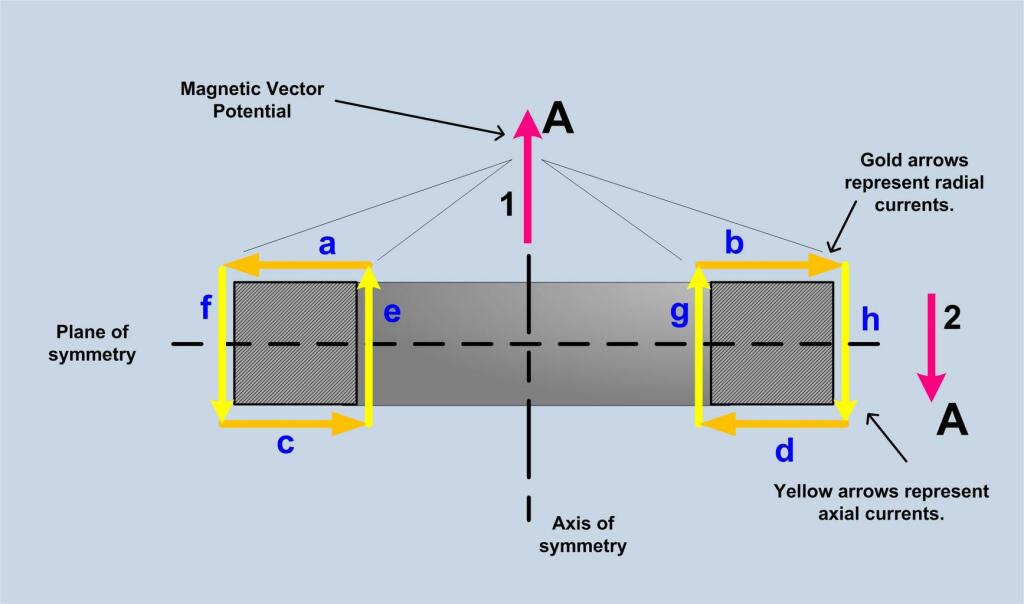 Magnetic Vector
Potential
A
1
Gold arrows
represent radial
currents.
a
b
f
e
g
h
2
Plane of
symmetry
A
c
d
Yellow arrows represent
axial currents.
Axis of
symmetry